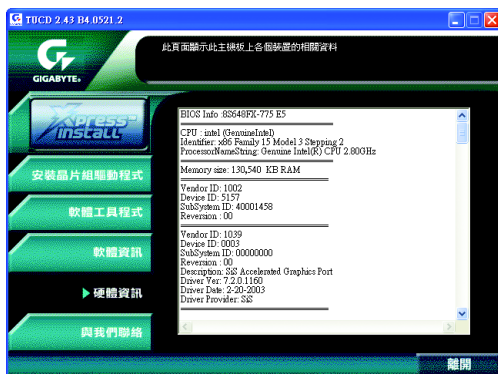 TUCD 2.43 B4.0521.2
此頁面顯示此主機板上各個裝置的相關資料
GIGABYTE
Xpress
install
安裝晶片組驅動程式
軟體工具程式
軟體資訊
硬體資訊
與我們聯絡
BIOS Info :8S648FX-775 E5
CPU : intel (GenuineIntel)
Identifier: x86 Family 15 Model 3 Stepping 2
ProcessorNameString: Genuine Intel(R) CPU 2.80GHz
Memory size: 130,540 KB RAM
Vendor ID: 1002
Device ID: 5157
SubSystem ID: 40001458
Reversion : 00
Vendor ID: 1039
Device ID: 0003
SubSystem ID: 00000000
Reversion : 00
Description: SiS Accelerated Graphics Port
Driver Ver: 7.2.0.1160
Driver Date: 2-20-2003
Driver Provider: SiS
離開